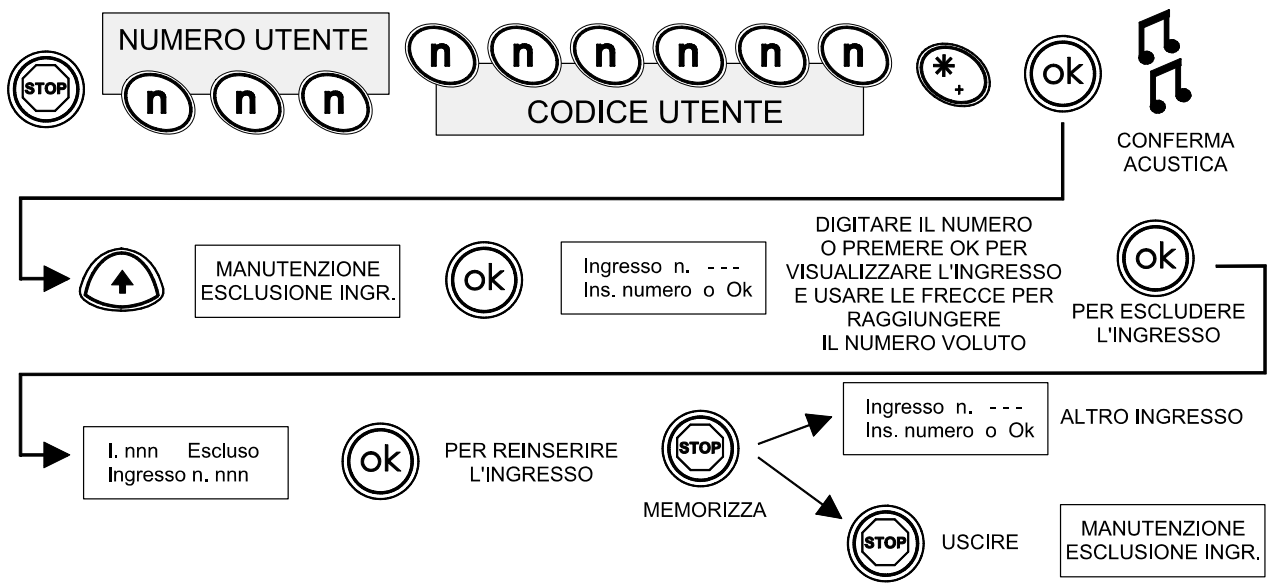 NUMERO UTENTE
STOP
n n n
n n n n n n
CODICE UTENTE
*
+
ok
CONFERMA
ACUSTICA
MANUTENZIONE
ESCLUSIONE INGR.
ok
Ingresso n. - - -
Ins. numero o Ok
DIGITARE IL NUMERO
O PREMERE OK PER
VISUALIZZARE L'INGRESSO
E USARE LE FRECCE PER
RAGGIUNGERE
IL NUMERO VOLUTO
ok
PER ESCLUDERE
L'INGRESSO
I. nnn Escluso
Ingresso n. nnn
ok
PER REINSERIRE
L'INGRESSO
STOP
MEMORIZZA
Ingresso n. - - -
Ins. numero o Ok
ALTRO INGRESSO
STOP
USCIRE
MANUTENZIONE
ESCLUSIONE INGR.